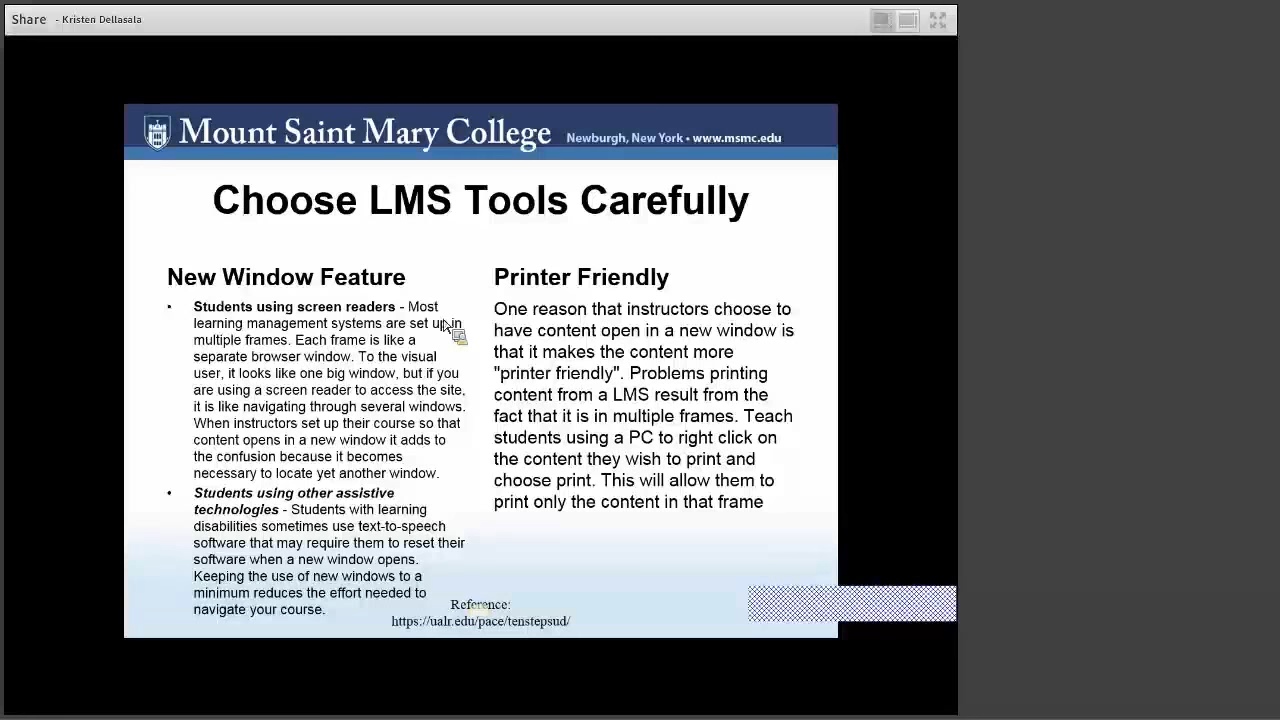 Share - Kristen Dellasala
Mount Saint Mary College Newburgh, New York • www.msmc.edu
Choose LMS Tools Carefully
New Window Feature
• Students using screen readers - Most
learning management systems are set up in
multiple frames. Each frame is like a
separate browser window. To the visual
user, it looks like one big window, but if you
are using a screen reader to access the site,
it is like navigating through several windows.
When instructors set up their course so that
content opens in a new window it adds to
the confusion because it becomes
necessary to locate yet another window.
• Students using other assistive
technologies - Students with learning
disabilities sometimes use text-to-speech
software that may require them to reset their
software when a new window opens.
Keeping the use of new windows to a
minimum reduces the effort needed to
navigate your course.
Printer Friendly
One reason that instructors choose to
have content open in a new window is
that it makes the content more
"printer friendly". Problems printing
content from a LMS result from the
fact that it is in multiple frames. Teach
students using a PC to right click on
the content they wish to print and
choose print. This will allow them to
print only the content in that frame
Reference:
https://ualr.edu/pace/tenstepsud/